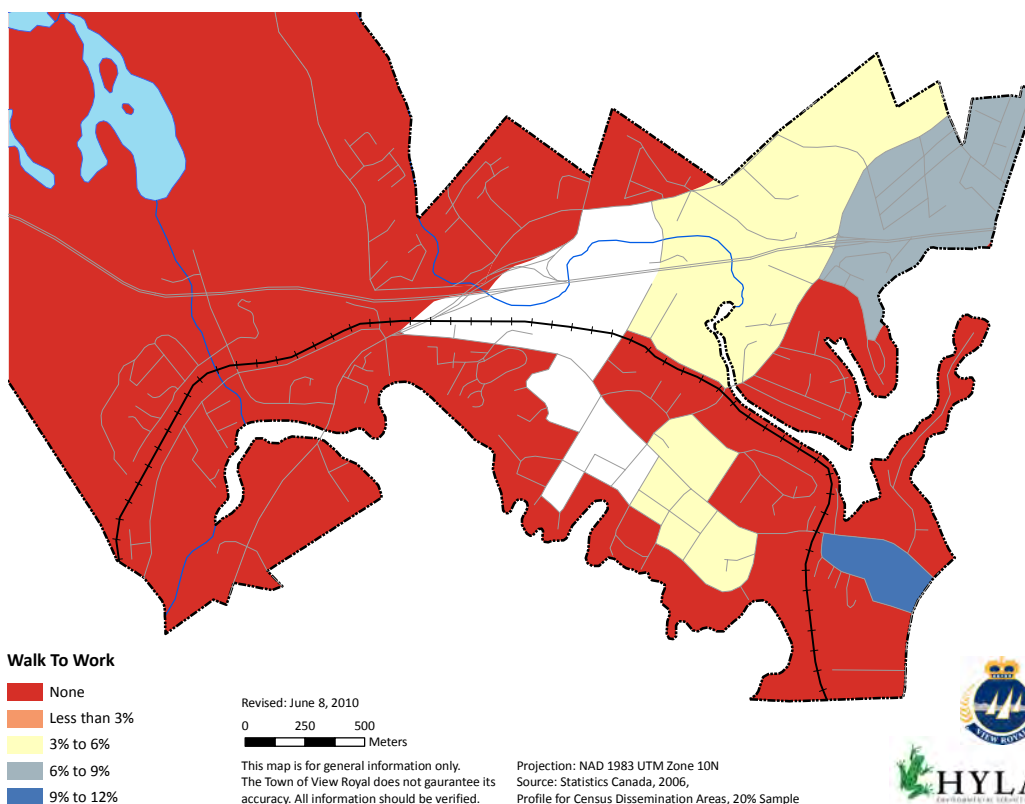 Walk To Work
None
Less than 3%
3% to 6%
6% to 9%
9% to 12%
Revised: June 8, 2010
0 250 500
Meters
This map is for general information only.
The Town of View Royal does not gaurantee its
accuracy. All information should be verified.
Projection: NAD 1983 UTM Zone 10N
Source: Statistics Canada, 2006,
Profile for Census Dissemination Areas, 20% Sample
VIEW ROYAL
HYLA